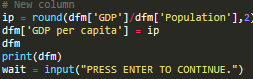 # New column
ip = round(dfm['GDP']/dfm['Population'],2)
dfm['GDP per capita'] = ip
dfm
print(dfm)
wait = input("PRESS ENTER TO CONTINUE.")